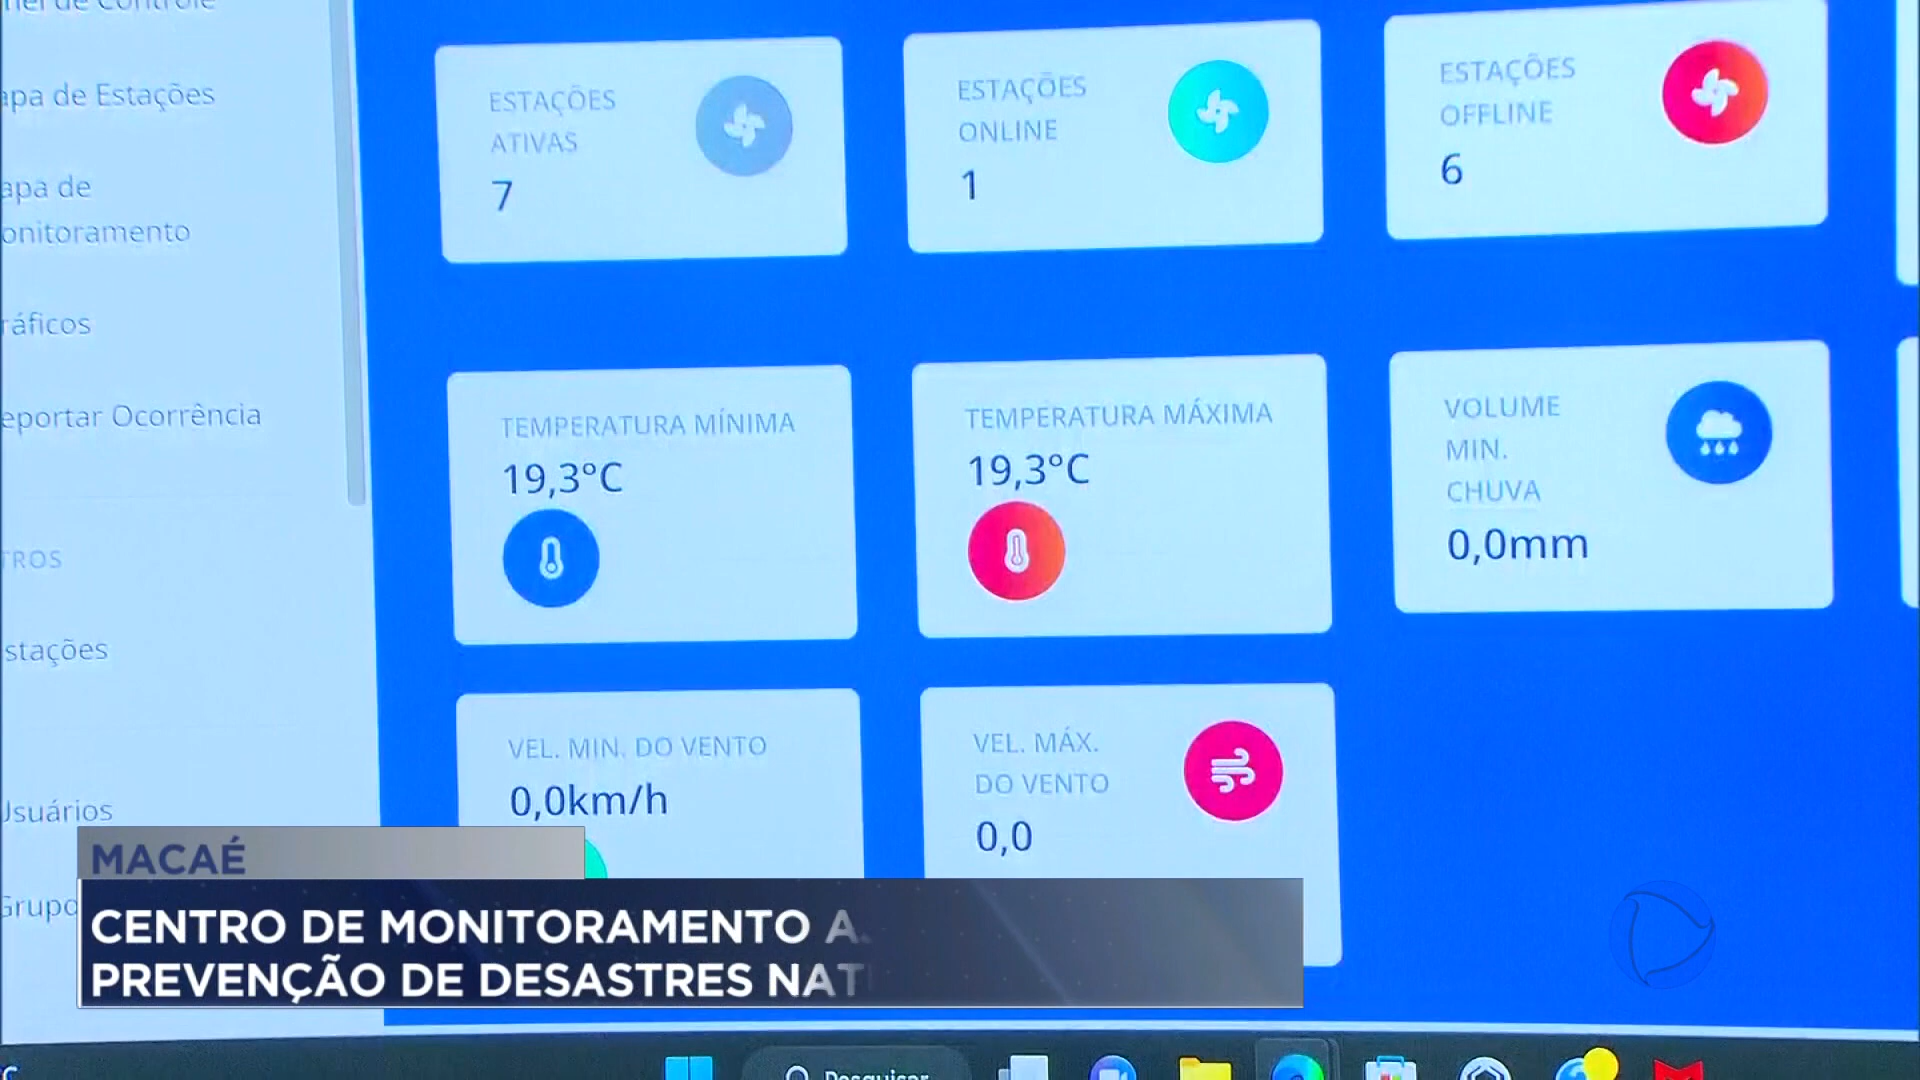 ESTAÇÕES
ATIVAS
7
ESTAÇÕES
ONLINE
1
ESTAÇÕES
OFFLINE
6
apa de Estações
apa de
onitoramento
ráficos
eportar Ocorrência
TROS
stações
Usuários
Grupo
TEMPERATURA MÍNIMA
19,3°C
TEMPERATURA MÁXIMA
19,3°C
VOLUME
MIN.
CHUVA
0,0mm
VEL. MIN. DO VENTO
0,0km/h
VEL. MÁX.
DO VENTO
0,0
MACAÉ
CENTRO DE MONITORAMENTO A
PREVENÇÃO DE DESASTRES NAT
Pesquisar